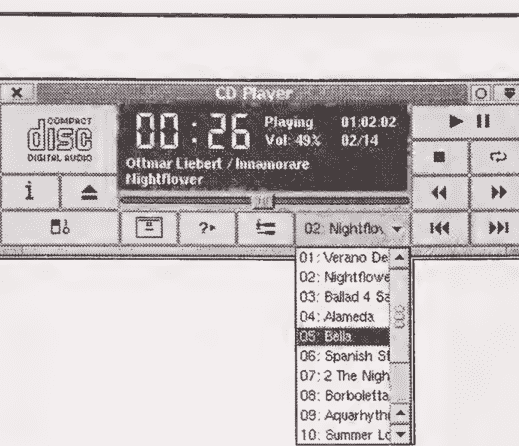 CD Player
COMPACT
disc
DIGITAL AUDIO
00:26
Playing 01:02:02
Vol: 49% 02/14
Ottmar Liebert / Innamorare
Nightflower
i
?
02: Nightflov
01: Verano De
02: Nightflowe
03: Ballad 4 Sa
04: Alameda
05: Bella
06: Spanish St
07: 2 The Nigh
08: Borboletta
09: Aquarhythi
10: Summer Lo